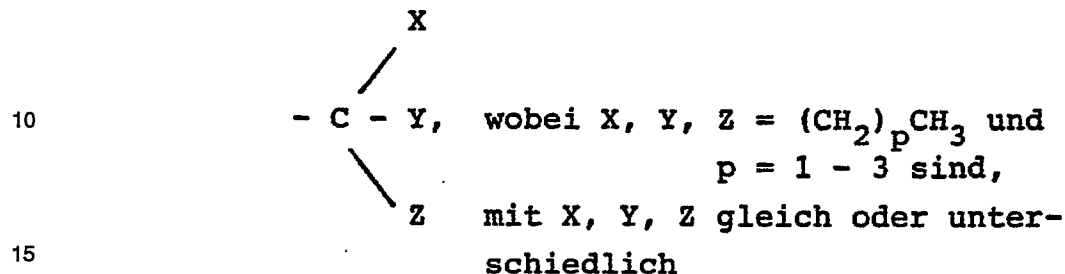 X
10 - C - Y, wobei X, Y, Z = (CH2)pCH3 und
p = 1 - 3 sind,
Z mit X, Y, Z gleich oder unter-
15 schiedlich